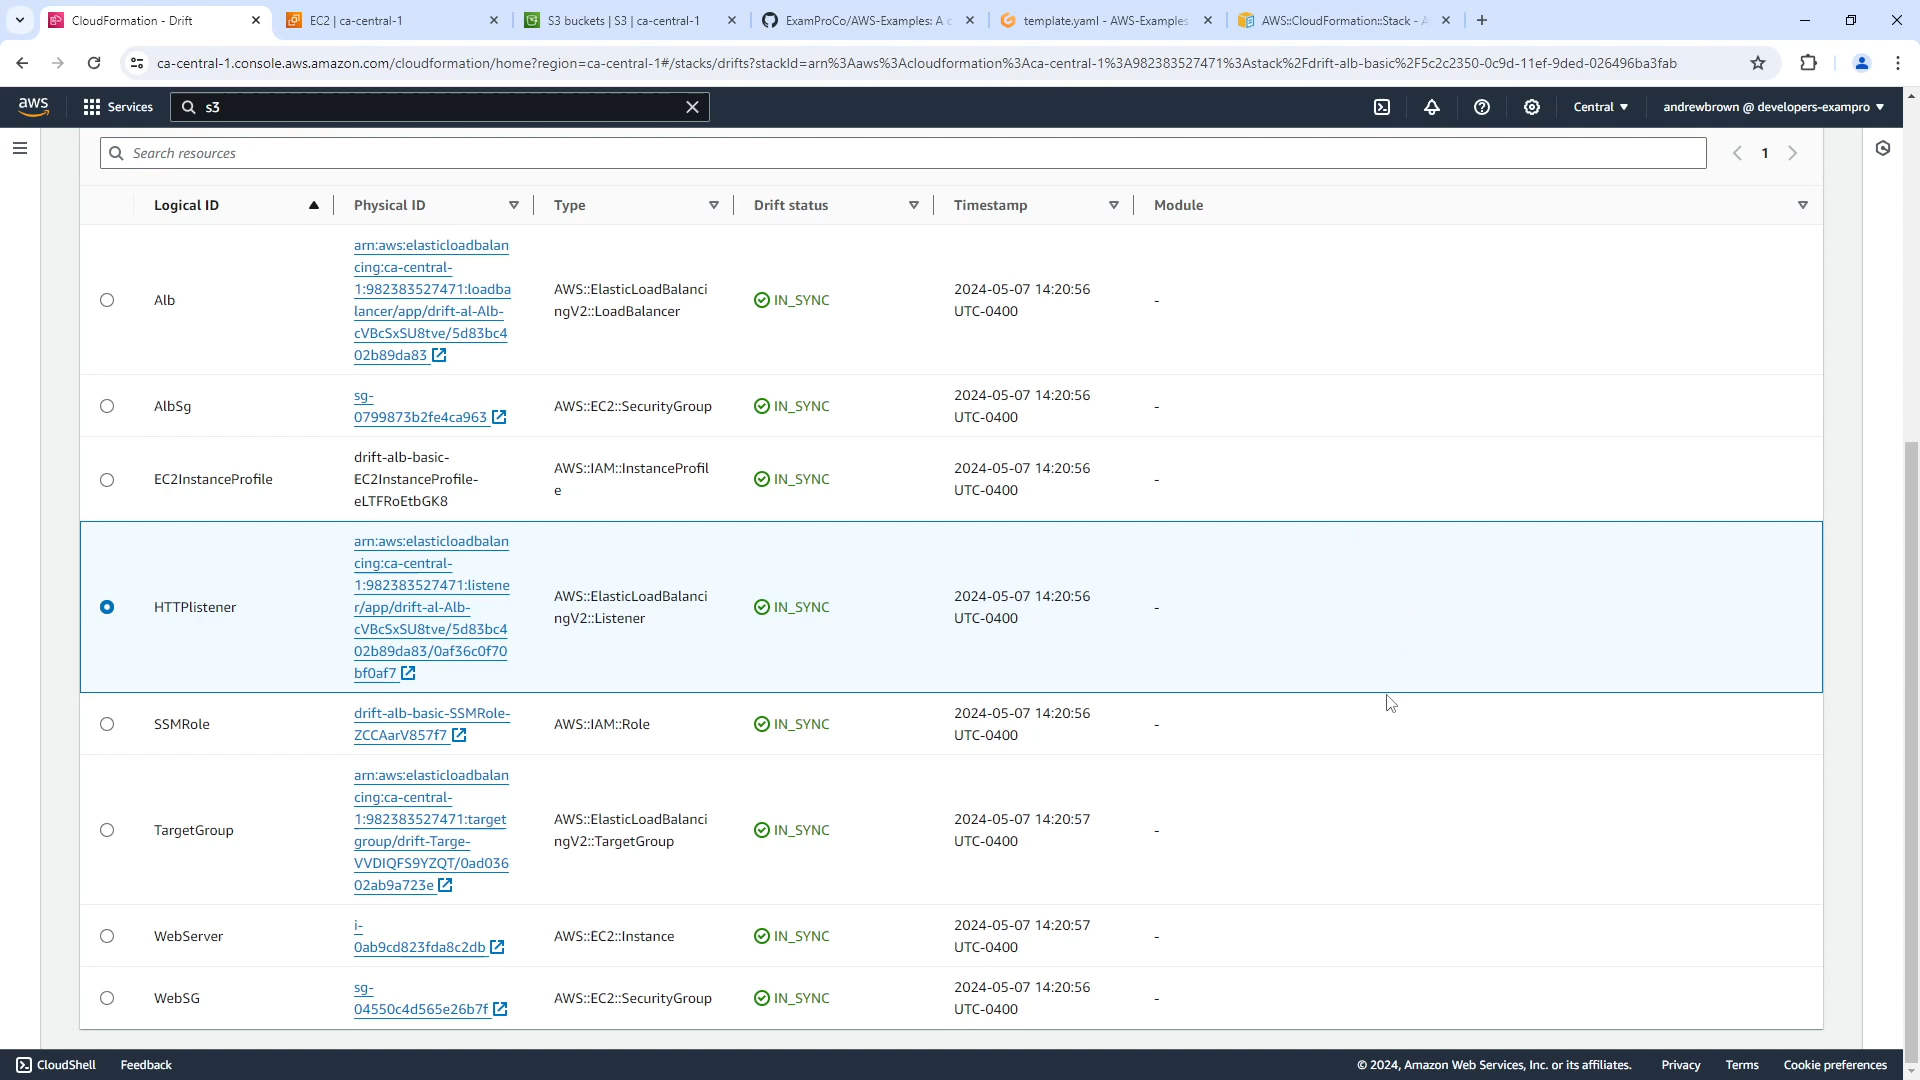 CloudFormation - Drift
EC2 | ca-central-1
S3 buckets | S3 | ca-central-1
ExamProCo/AWS-Examples: A c
template.yaml - AWS-Examples
AWS::CloudFormation::Stack - A
ca-central-1.console.aws.amazon.com/cloudformation/home?region=ca-central-1#/stacks/drifts?stackId=arn%3Aaws%3Acloudformation%3Aca-central-1%3A982383527471%3Astack%2Fdrift-alb-basic%2F5c2c2350-0c9d-11ef-9ded-026496ba3fab
aws
Services
s3
Central
andrewbrown @ developers-exampro
Search resources
1
Logical ID
Physical ID
Type
Drift status
Timestamp
Module
Alb
arn:aws:elasticloadbalan
cing:ca-central-
1:982383527471:loadba
lancer/app/drift-al-Alb-
cVBcSxSU8tve/5d83bc4
02b89da83
AWS::ElasticLoadBalanci
ngV2::LoadBalancer
IN_SYNC
2024-05-07 14:20:56
UTC-0400
-
AlbSg
sg-
0799873b2fe4ca963
AWS::EC2::SecurityGroup
IN_SYNC
2024-05-07 14:20:56
UTC-0400
-
EC2InstanceProfile
drift-alb-basic-
EC2InstanceProfile-
eLTFRoEtbGK8
AWS::IAM::InstanceProfil
e
IN_SYNC
2024-05-07 14:20:56
UTC-0400
-
HTTPlistener
arn:aws:elasticloadbalan
cing:ca-central-
1:982383527471:listene
r/app/drift-al-Alb-
cVBcSxSU8tve/5d83bc4
02b89da83/0af36c0f70
bf0af7
AWS::ElasticLoadBalanci
ngV2::Listener
IN_SYNC
2024-05-07 14:20:56
UTC-0400
-
SSMRole
drift-alb-basic-SSMRole-
ZCCAarV857f7
AWS::IAM::Role
IN_SYNC
2024-05-07 14:20:56
UTC-0400
-
TargetGroup
arn:aws:elasticloadbalan
cing:ca-central-
1:982383527471:target
group/drift-Targe-
VVDIQFS9YZQT/0ad036
02ab9a723e
AWS::ElasticLoadBalanci
ngV2::TargetGroup
IN_SYNC
2024-05-07 14:20:57
UTC-0400
-
WebServer
i-
0ab9cd823fda8c2db
AWS::EC2::Instance
IN_SYNC
2024-05-07 14:20:57
UTC-0400
-
WebSG
sg-
04550c4d565e26b7f
AWS::EC2::SecurityGroup
IN_SYNC
2024-05-07 14:20:56
UTC-0400
-
CloudShell
Feedback
© 2024, Amazon Web Services, Inc. or its affiliates.
Privacy
Terms
Cookie preferences